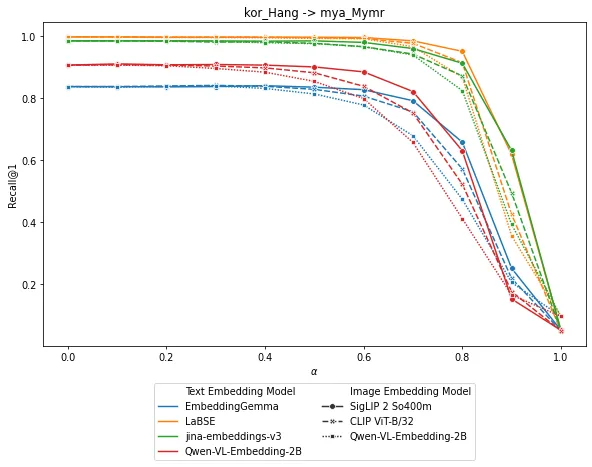 kor_Hang -> mya_Mymr
Recall@1
1.0
0.8
0.6
0.4
0.2
0.0 0.2 0.4 0.6 0.8 1.0
α
Text Embedding Model
EmbeddingGemma
LaBSE
jina-embeddings-v3
Qwen-VL-Embedding-2B
Image Embedding Model
SigLIP 2 So400m
CLIP ViT-B/32
Qwen-VL-Embedding-2B